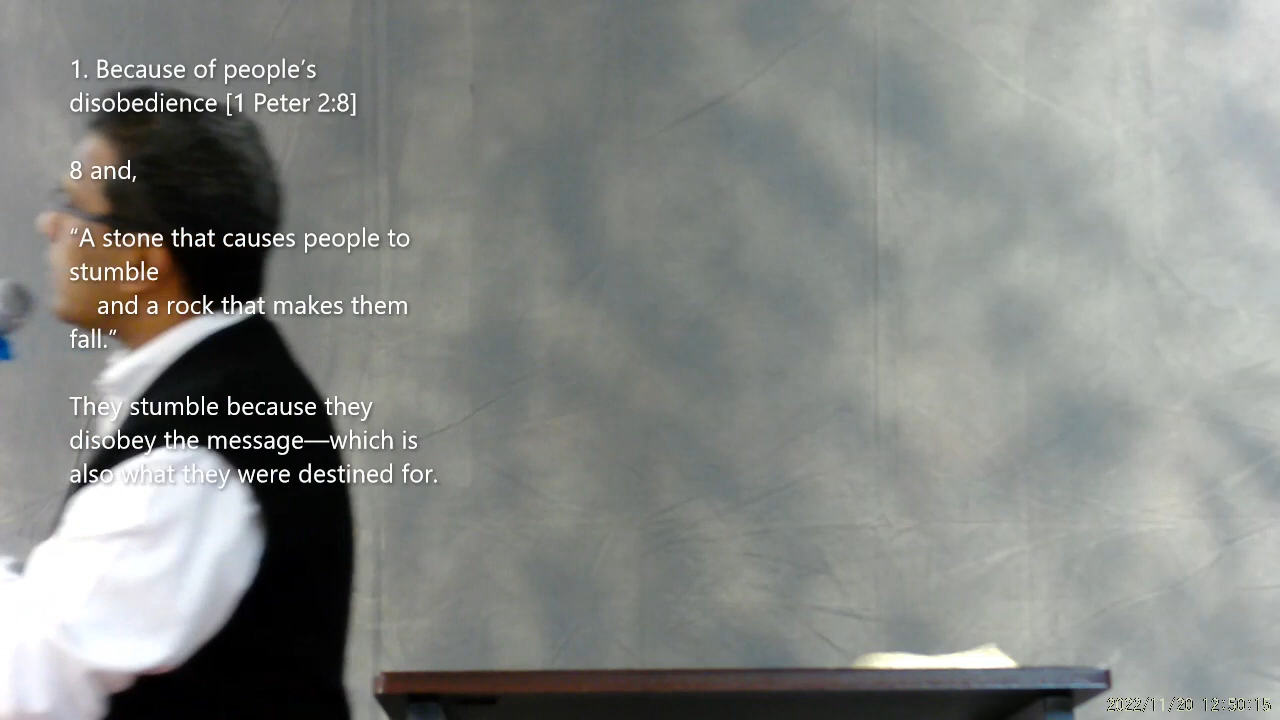 1. Because of people’s
disobedience [1 Peter 2:8]
8 and,
“A stone that causes people to
stumble
and a rock that makes them
fall.”
They stumble because they
disobey the message—which is
also what they were destined for.
2022/11/20 12:50:15